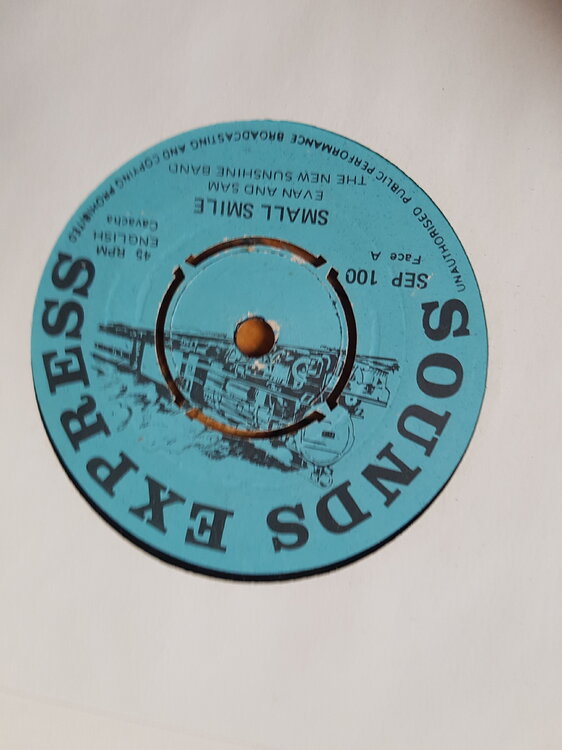 SOUNDS EXPRESS
SEP 100
Face A
45 RPM
ENGLISH
Cavacha
SMALL SMILE
EVAN AND SAM
THE NEW SUNSHINE BAND
UNAUTHORISED PUBLIC PERFORMANCE BROADCASTING AND COPYING PROHIBITED